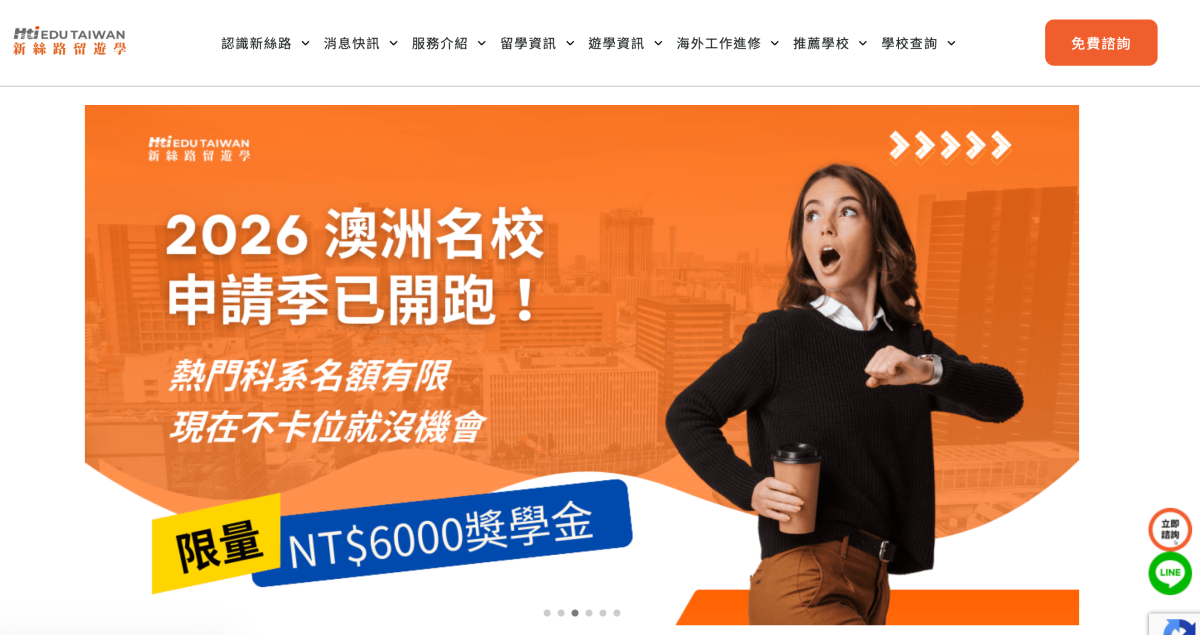 Hti EDU TAIWAN
新絲路留遊學
認識新絲路 消息快訊 服務介紹 留學資訊 遊學資訊 海外工作進修 推薦學校 學校查詢
免費諮詢
Hti EDU TAIWAN
新絲路留遊學
2026 澳洲名校
申請季已開跑！
熱門科系名額有限
現在不卡位就沒機會
限量 NT$6000獎學金
立即
諮詢
LINE